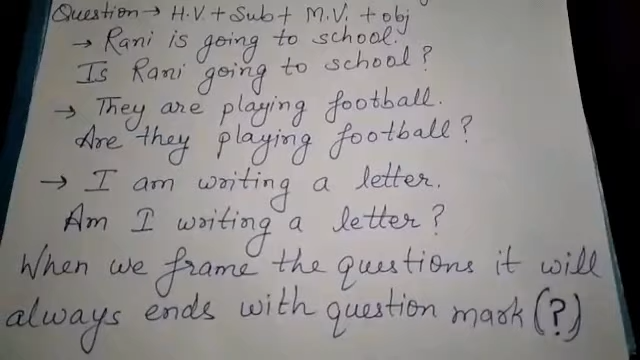 Question → H.V. + Sub + M.V. + obj
→ Rani is going to school.
Is Rani going to school?
→ They are playing football.
Are they playing football?
→ I am writing a letter.
Am I writing a letter?
When we frame the questions it will
always ends with question mark (?)